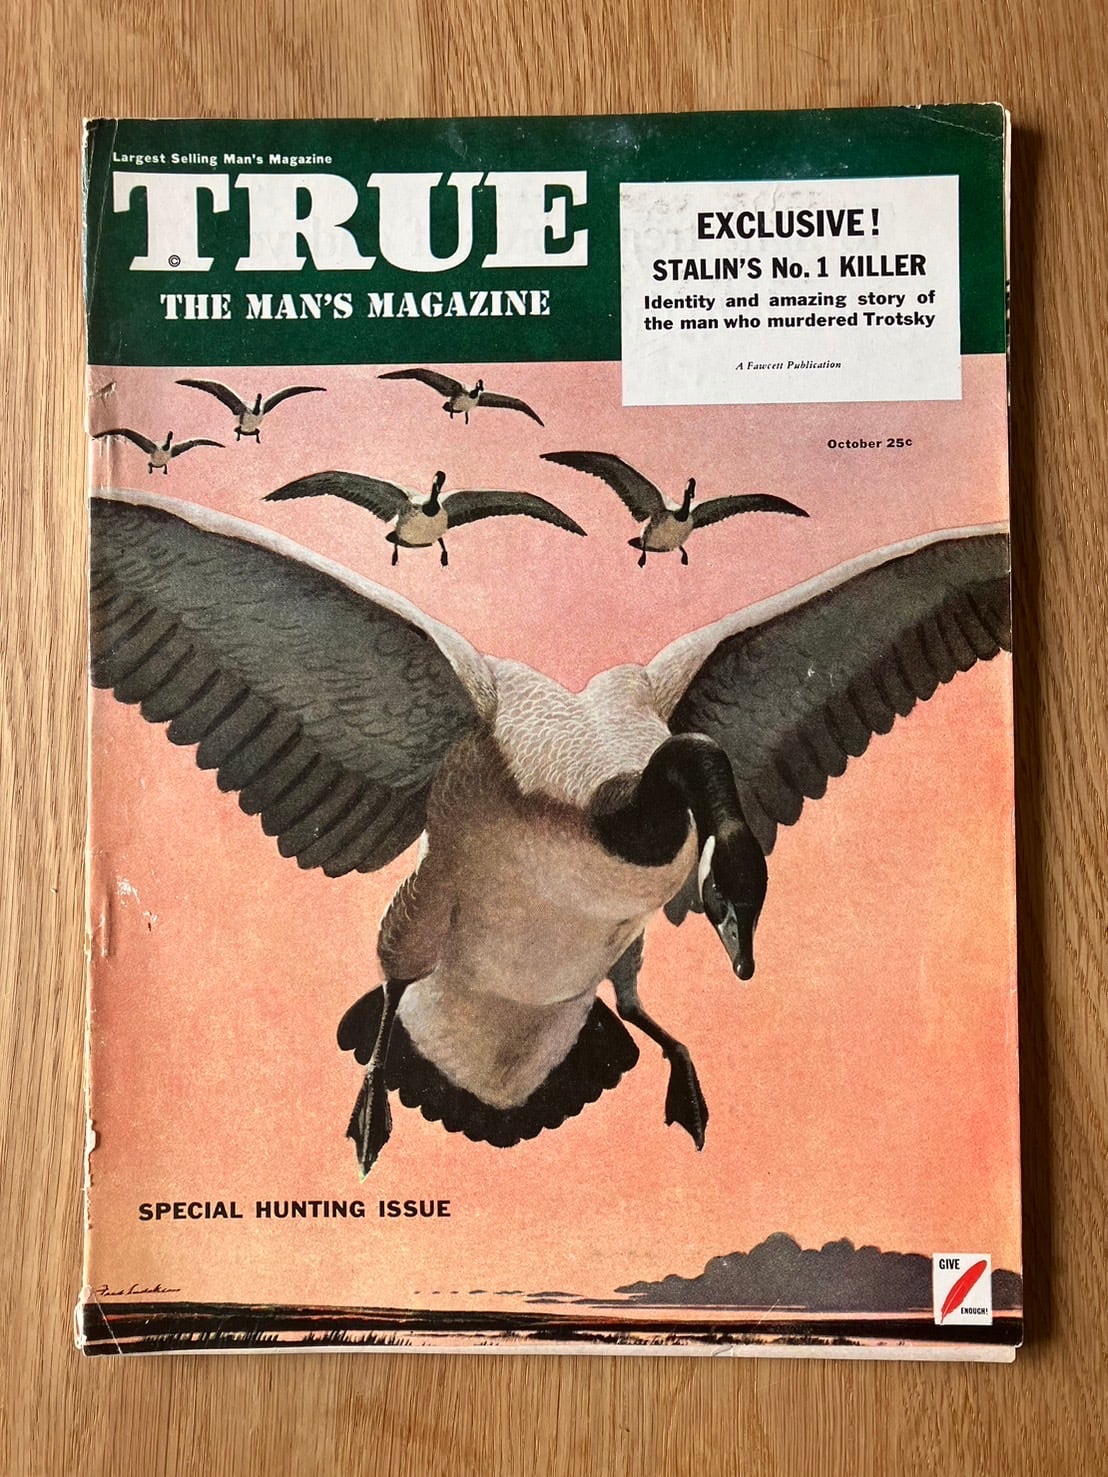 Largest Selling Man's Magazine
TRUE
©
THE MAN'S MAGAZINE
EXCLUSIVE!
STALIN'S No. 1 KILLER
Identity and amazing story of
the man who murdered Trotsky
A Fawcett Publication
October 25c
SPECIAL HUNTING ISSUE
GIVE
ENOUGH!